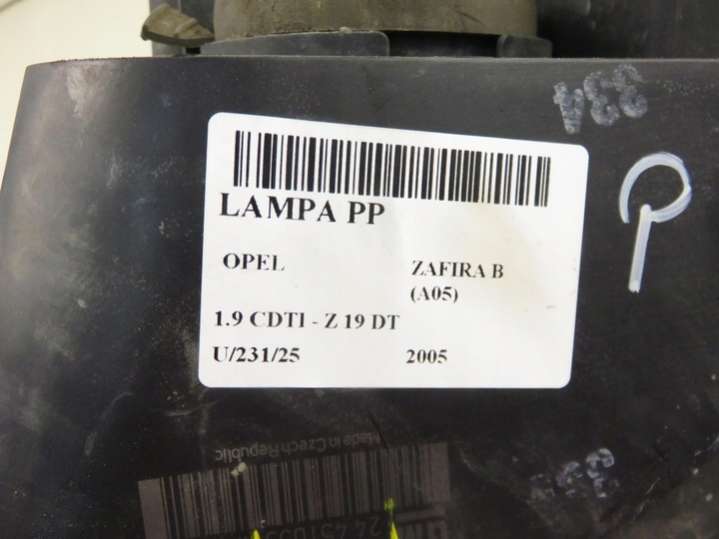 334
LAMPA PP
OPEL ZAFIRA B
(A05)
1.9 CDTI - Z 19 DT
U/231/25 2005
Made in Czech Republic